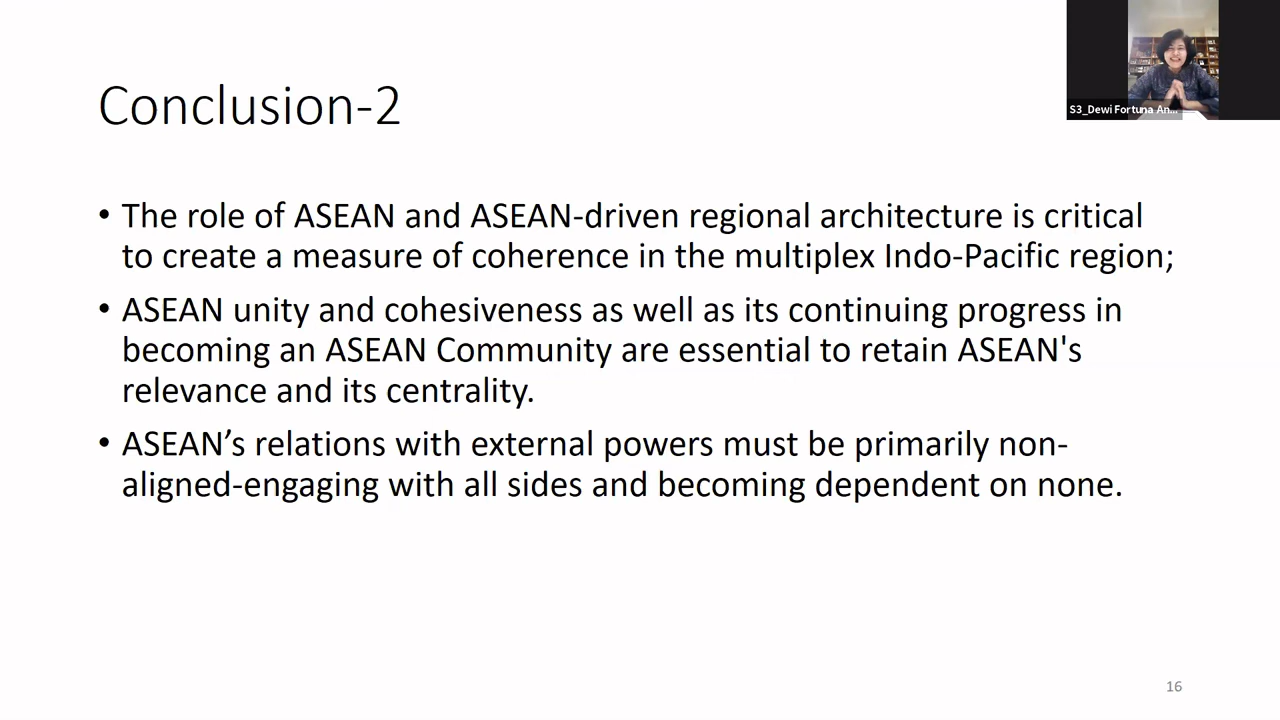 S3_Dewi Fortuna An...
Conclusion-2
• The role of ASEAN and ASEAN-driven regional architecture is critical
to create a measure of coherence in the multiplex Indo-Pacific region;
• ASEAN unity and cohesiveness as well as its continuing progress in
becoming an ASEAN Community are essential to retain ASEAN's
relevance and its centrality.
• ASEAN’s relations with external powers must be primarily non-
aligned-engaging with all sides and becoming dependent on none.
16